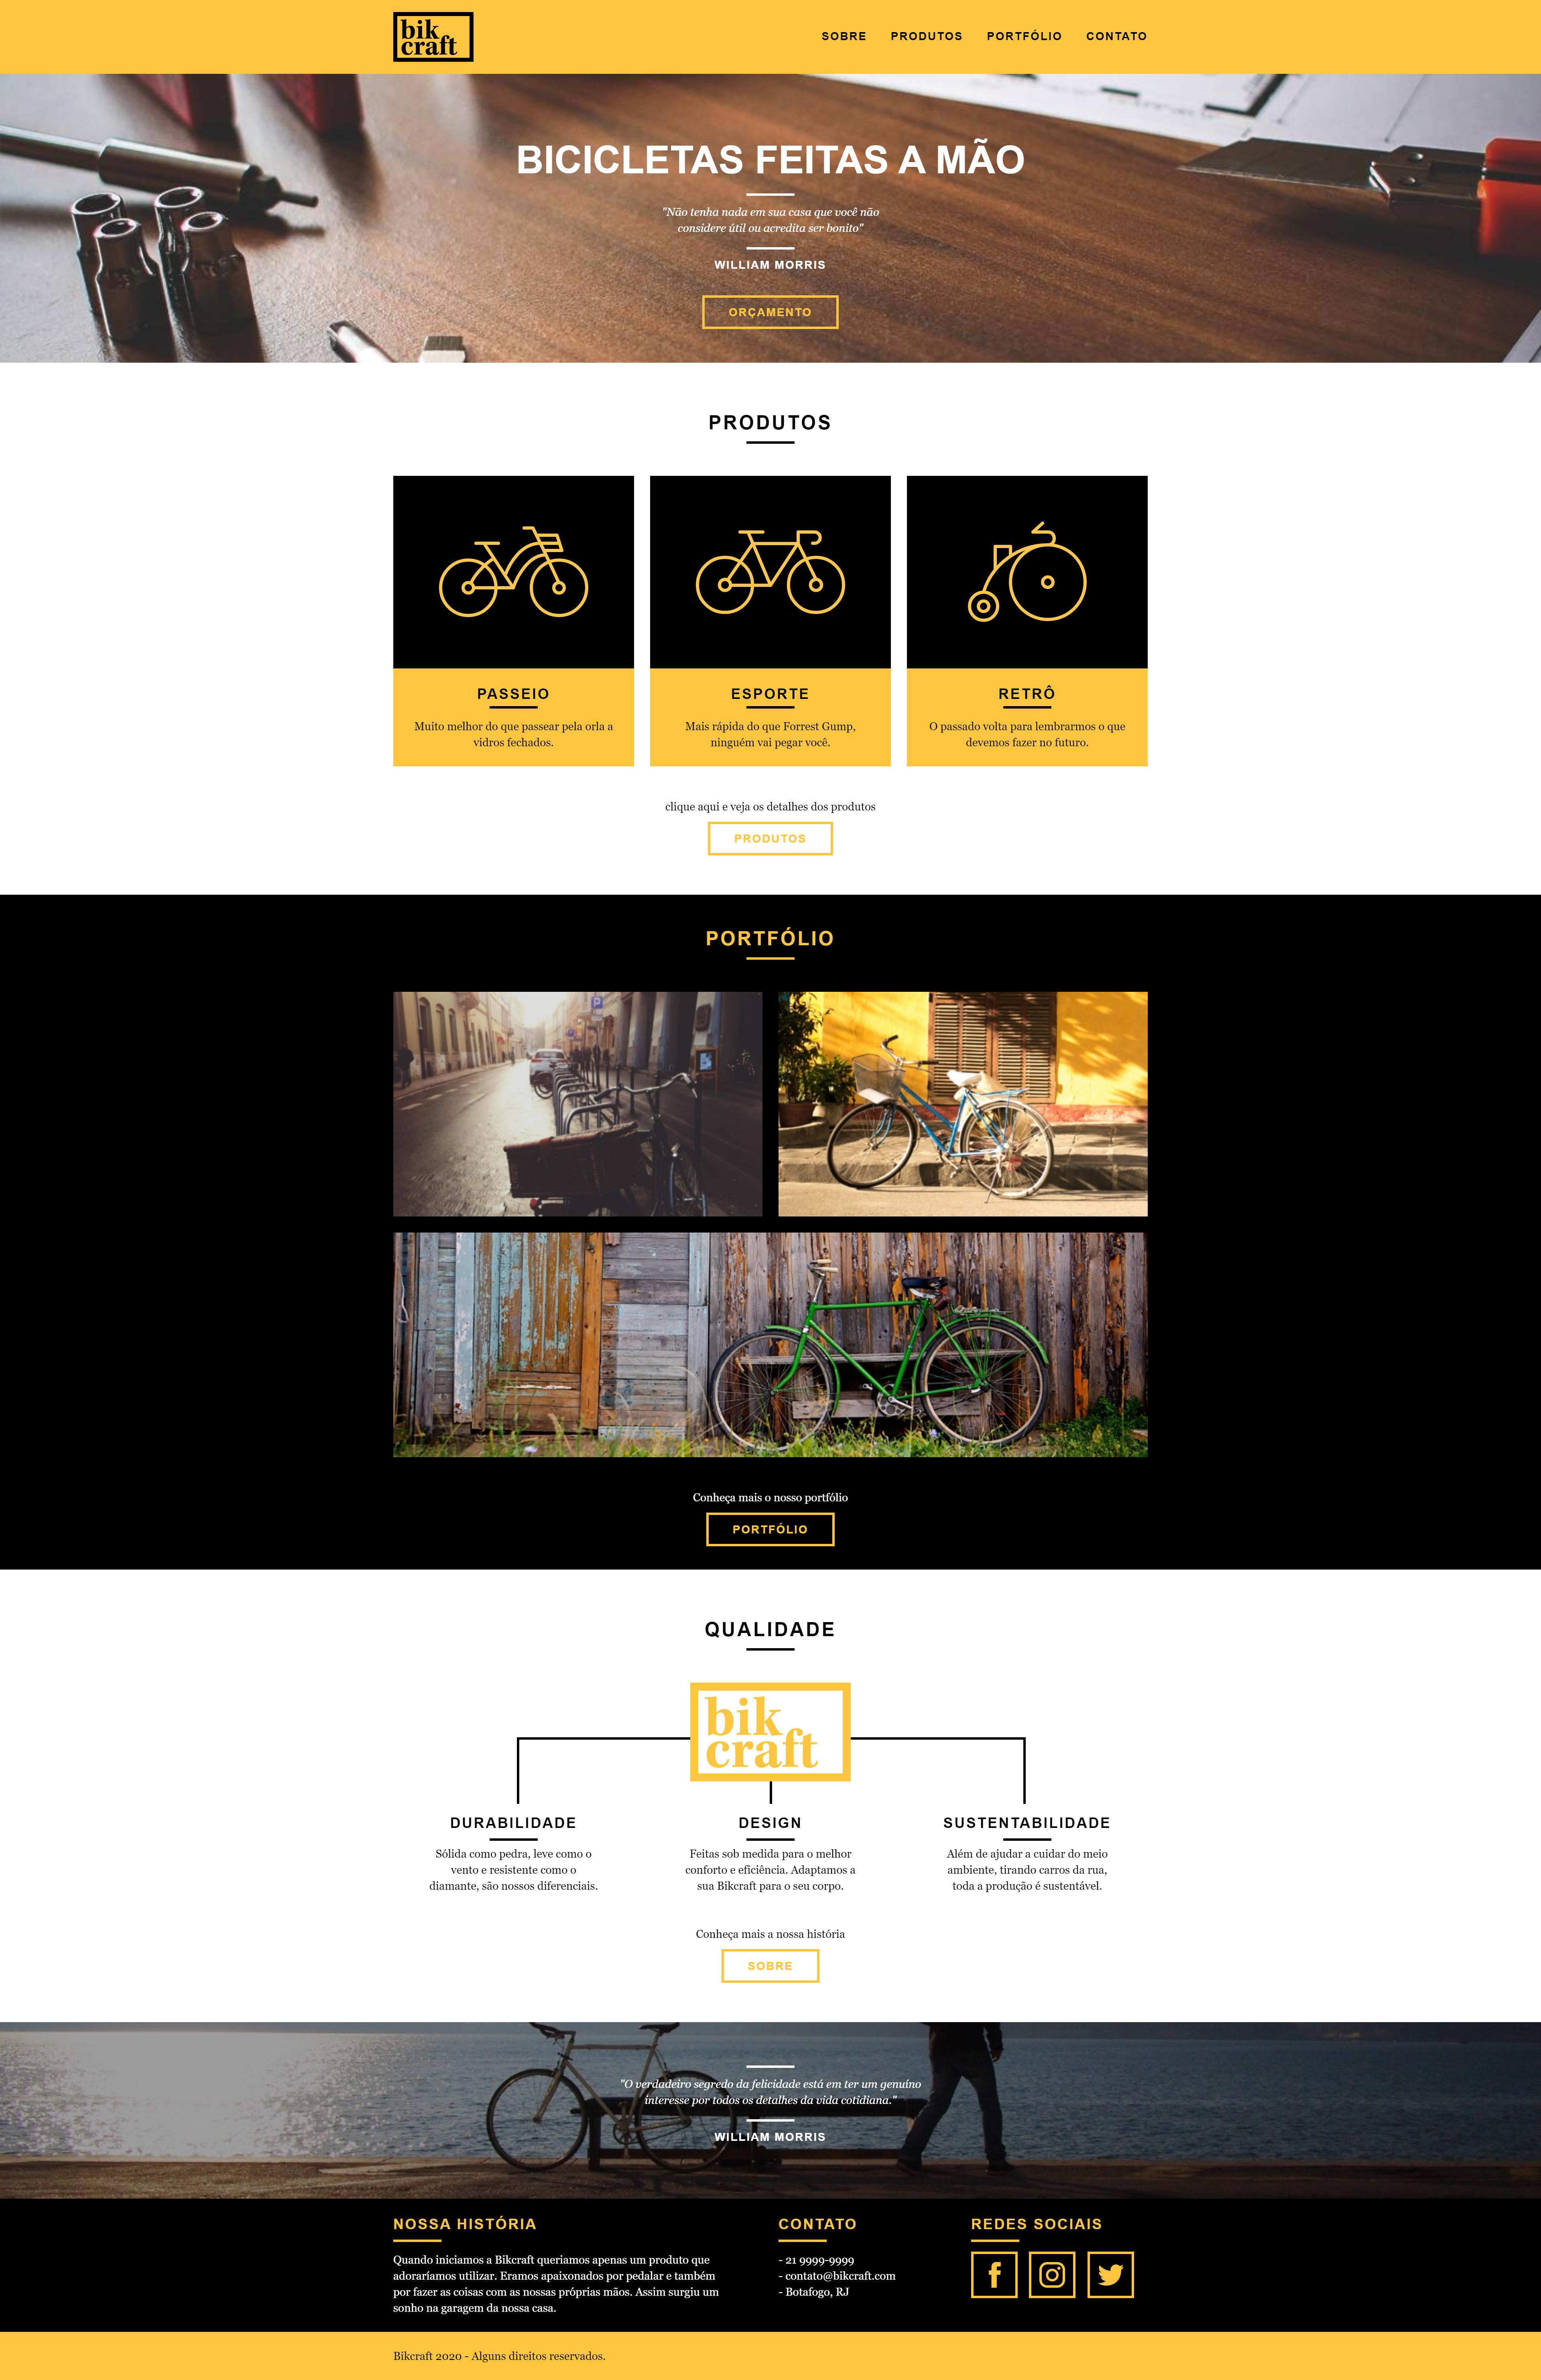 bik
craft
SOBRE PRODUTOS PORTFÓLIO CONTATO
BICICLETAS FEITAS A MÃO
"Não tenha nada em sua casa que você não
considere útil ou acredita ser bonito"
WILLIAM MORRIS
ORÇAMENTO
PRODUTOS
PASSEIO
Muito melhor do que passear pela orla a
vidros fechados.
ESPORTE
Mais rápida do que Forrest Gump,
ninguém vai pegar você.
RETRÔ
O passado volta para lembrarmos o que
devemos fazer no futuro.
clique aqui e veja os detalhes dos produtos
PRODUTOS
PORTFÓLIO
P
Conheça mais o nosso portfólio
PORTFÓLIO
QUALIDADE
bik
craft
DURABILIDADE
Sólida como pedra, leve como o
vento e resistente como o
diamante, são nossos diferenciais.
DESIGN
Feitas sob medida para o melhor
conforto e eficiência. Adaptamos a
sua Bikcraft para o seu corpo.
SUSTENTABILIDADE
Além de ajudar a cuidar do meio
ambiente, tirando carros da rua,
toda a produção é sustentável.
Conheça mais a nossa história
SOBRE
"O verdadeiro segredo da felicidade está em ter um genuíno
interesse por todos os detalhes da vida cotidiana."
WILLIAM MORRIS
NOSSA HISTÓRIA
Quando iniciamos a Bikcraft queriamos apenas um produto que
adoraríamos utilizar. Eramos apaixonados por pedalar e também
por fazer as coisas com as nossas próprias mãos. Assim surgiu um
sonho na garagem da nossa casa.
CONTATO
- 21 9999-9999
- contato@bikcraft.com
- Botafogo, RJ
REDES SOCIAIS
Bikcraft 2020 - Alguns direitos reservados.